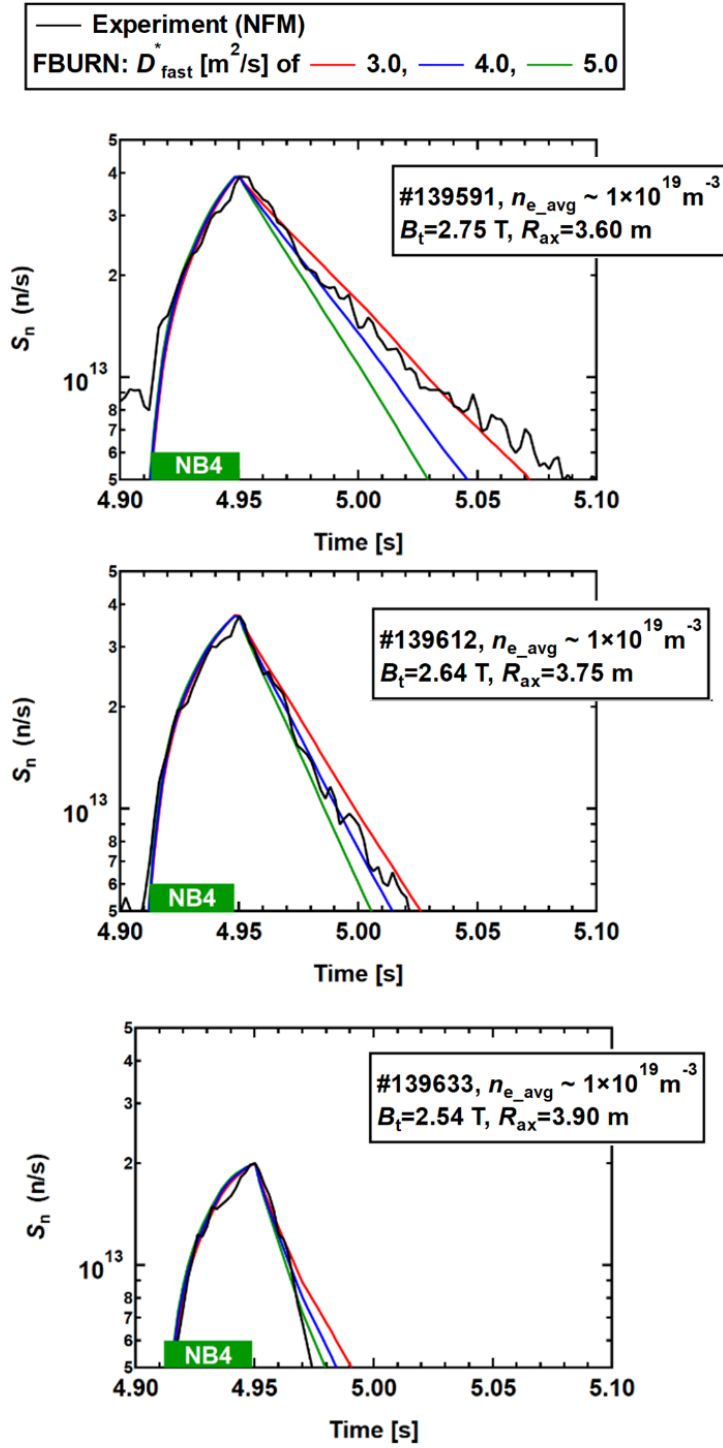 Experiment (NFM)
FBURN: D*fast [m²/s] of 3.0, 4.0, 5.0
5
4
3
2
10¹³
8
7
6
5
Sn (n/s)
#139591, ne_avg ~ 1×10¹⁹m⁻³
Bt=2.75 T, Rax=3.60 m
NB4
4.90 4.95 5.00 5.05 5.10
Time [s]
5
4
3
2
10¹³
8
7
6
5
Sn (n/s)
#139612, ne_avg ~ 1×10¹⁹m⁻³
Bt=2.64 T, Rax=3.75 m
NB4
4.90 4.95 5.00 5.05 5.10
Time [s]
5
4
3
2
10¹³
8
7
6
5
Sn (n/s)
#139633, ne_avg ~ 1×10¹⁹m⁻³
Bt=2.54 T, Rax=3.90 m
NB4
4.90 4.95 5.00 5.05 5.10
Time [s]